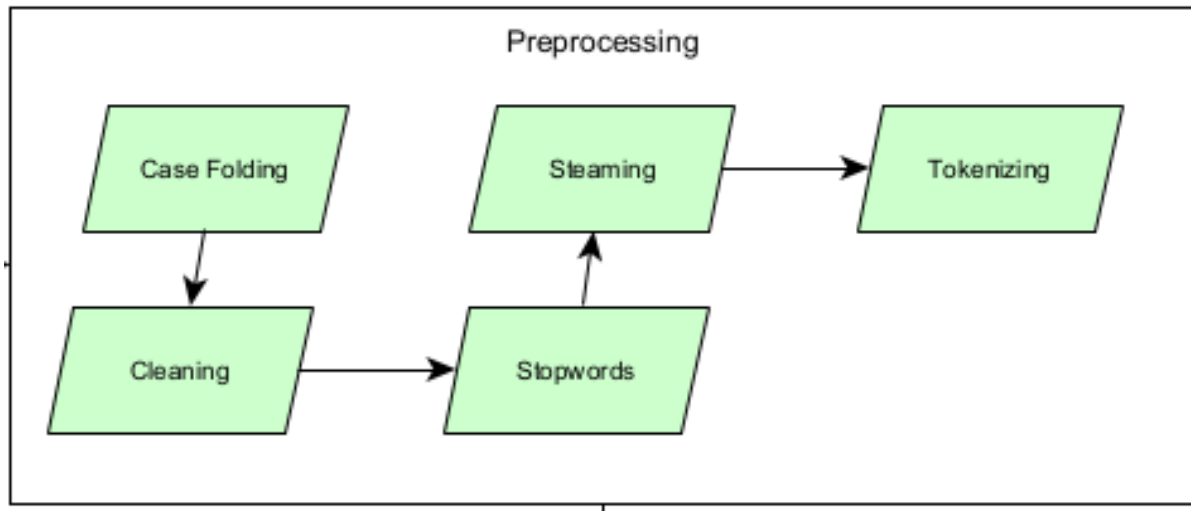 Preprocessing
Case Folding
Steaming
Tokenizing
Cleaning
Stopwords